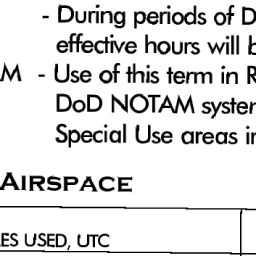 - During periods of D
effective hours will b
M - Use of this term in R
DoD NOTAM system
Special Use areas in
AIRSPACE
ES USED, UTC